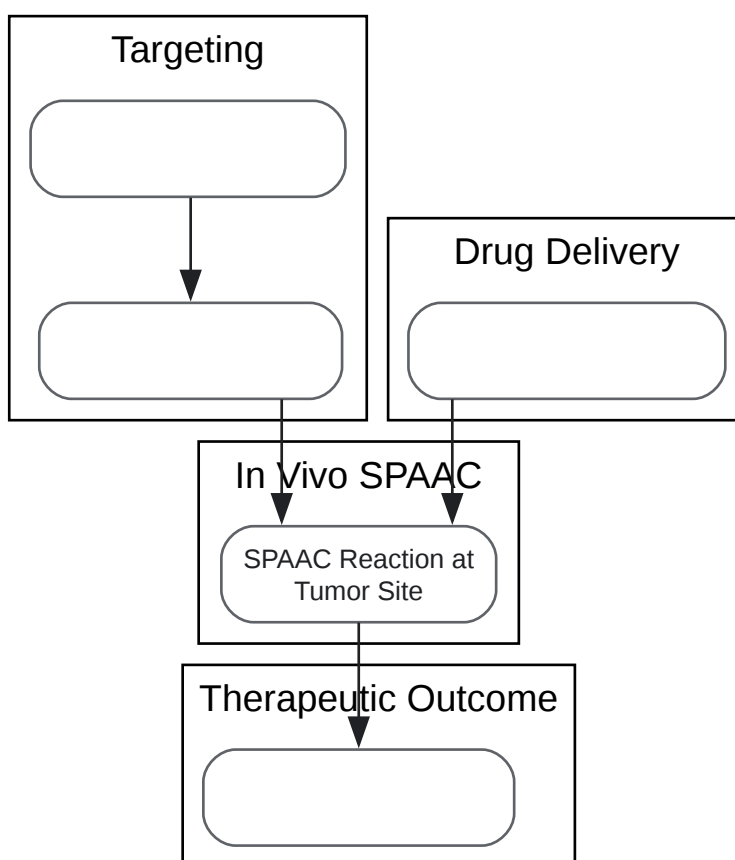 Targeting
Drug Delivery
In Vivo SPAAC
SPAAC Reaction at
Tumor Site
Therapeutic Outcome